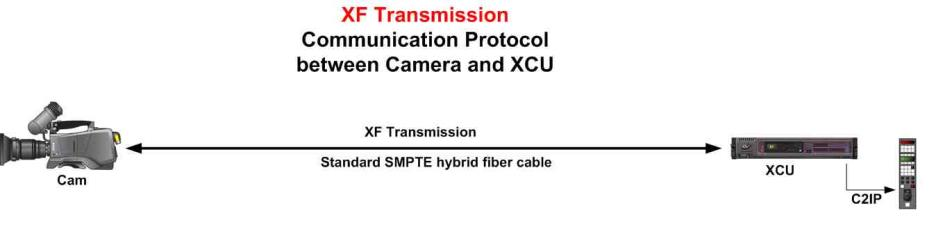 XF Transmission
Communication Protocol
between Camera and XCU
XF Transmission
Standard SMPTE hybrid fiber cable
Cam
XCU
C2IP